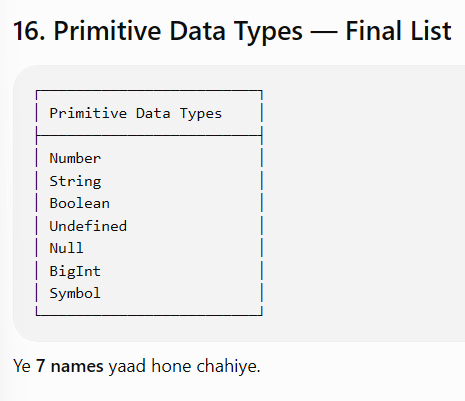 16. Primitive Data Types — Final List
Primitive Data Types
Number
String
Boolean
Undefined
Null
BigInt
Symbol
Ye 7 names yaad hone chahiye.